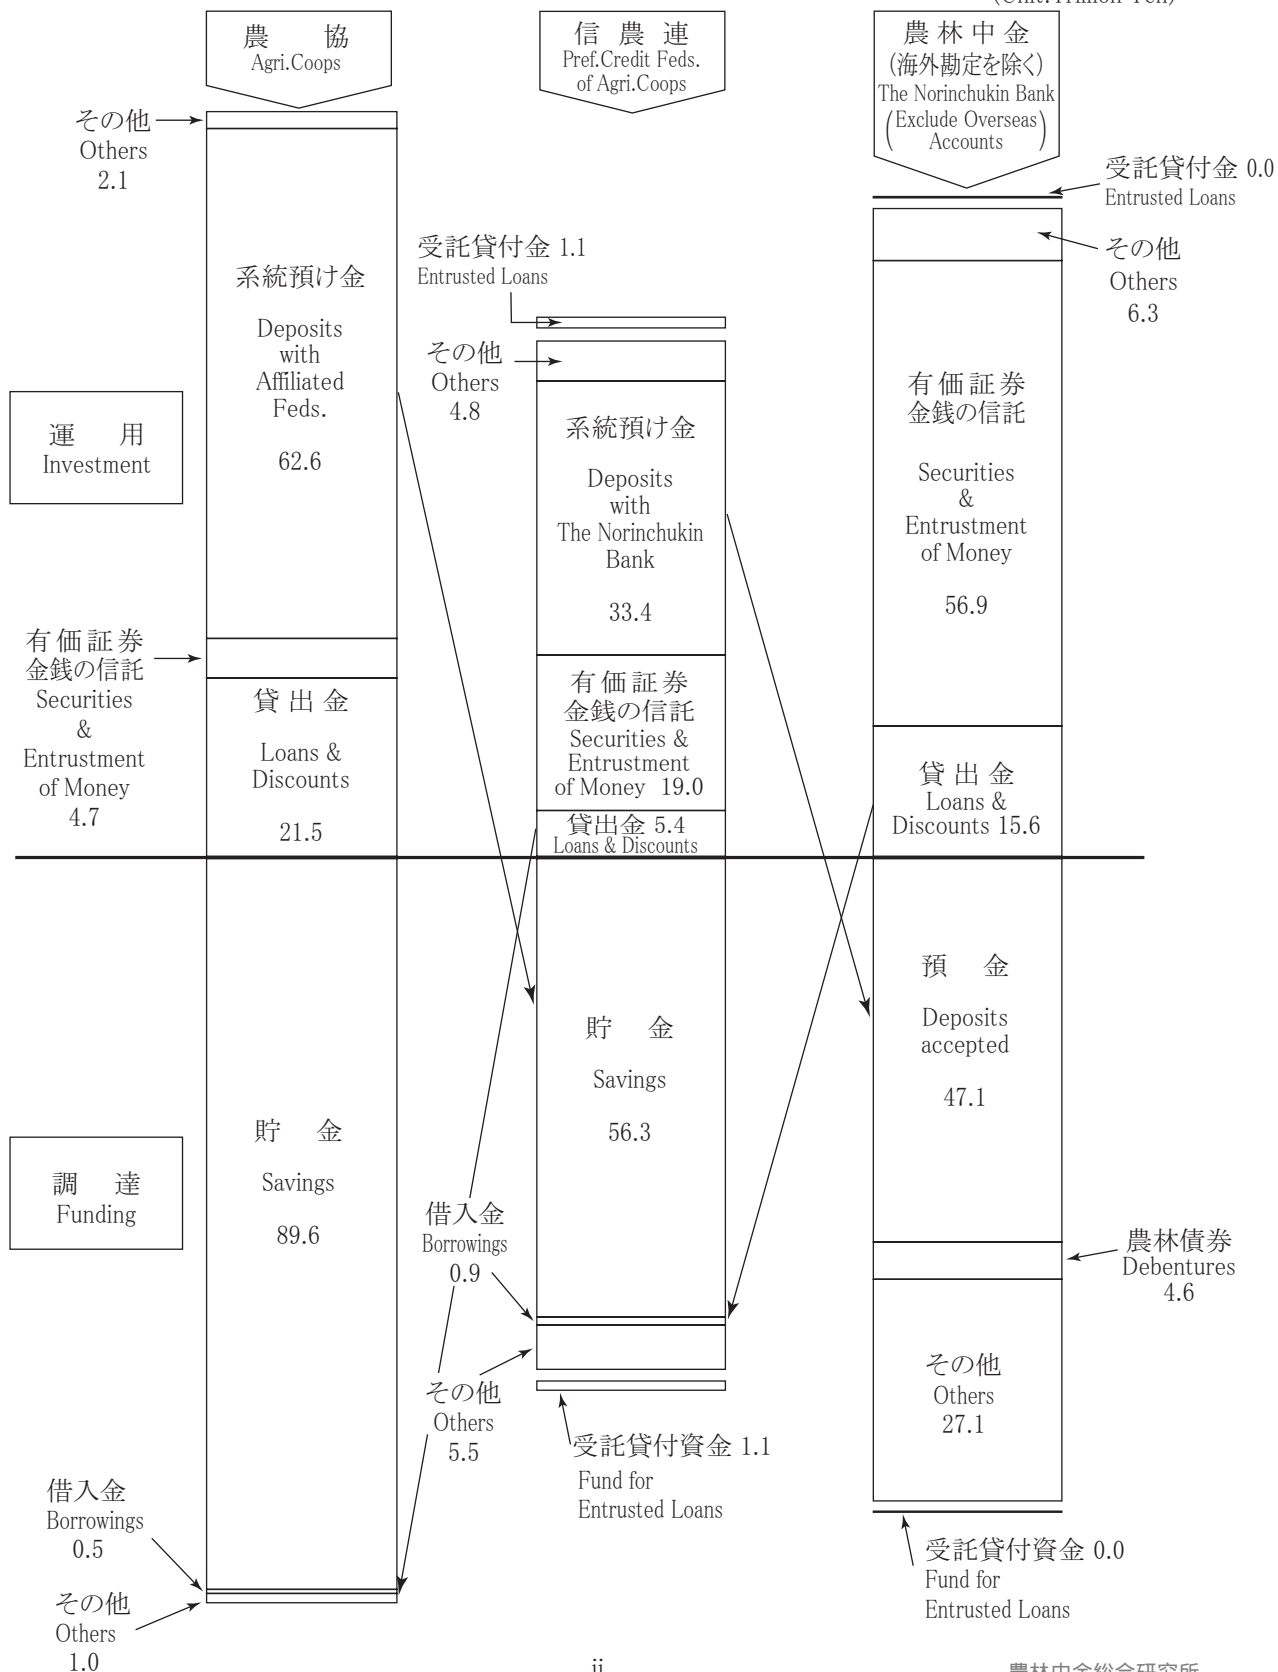 (Unit:Trillion Yen)
農　協
Agri.Coops
信農連
Pref.Credit Feds.
of Agri.Coops
農林中金
(海外勘定を除く)
The Norinchukin Bank
(Exclude Overseas
Accounts)
その他
Others
2.1
系統預け金
Deposits
with
Affiliated
Feds.
62.6
有価証券
金銭の信託
Securities
&
Entrustment
of Money
4.7
貸出金
Loans &
Discounts
21.5
運　用
Investment
受託貸付金 1.1
Entrusted Loans
その他
Others
4.8
系統預け金
Deposits
with
The Norinchukin
Bank
33.4
有価証券
金銭の信託
Securities &
Entrustment
of Money 19.0
貸出金 5.4
Loans & Discounts
受託貸付金 0.0
Entrusted Loans
その他
Others
6.3
有価証券
金銭の信託
Securities
&
Entrustment
of Money
56.9
貸出金
Loans &
Discounts 15.6
調　達
Funding
貯　金
Savings
89.6
借入金
Borrowings
0.5
その他
Others
1.0
貯　金
Savings
56.3
借入金
Borrowings
0.9
その他
Others
5.5
受託貸付資金 1.1
Fund for
Entrusted Loans
預　金
Deposits
accepted
47.1
農林債券
Debentures
4.6
その他
Others
27.1
受託貸付資金 0.0
Fund for
Entrusted Loans
ii
農林中金総合研究所